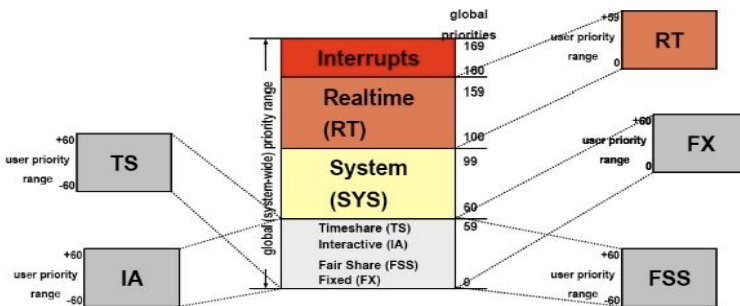 global
priorities
169
Interrupts
160
159
Realtime
(RT)
100
99
System
(SYS)
60
59
Timeshare (TS)
Interactive (IA)
Fair Share (FSS)
Fixed (FX)
0
global (system-wide) priority range
+59
user priority
range
0
RT
+60
user priority
range
0
FX
+60
user priority
range
-60
TS
+60
user priority
range
-60
IA
+60
user priority
range
-60
FSS